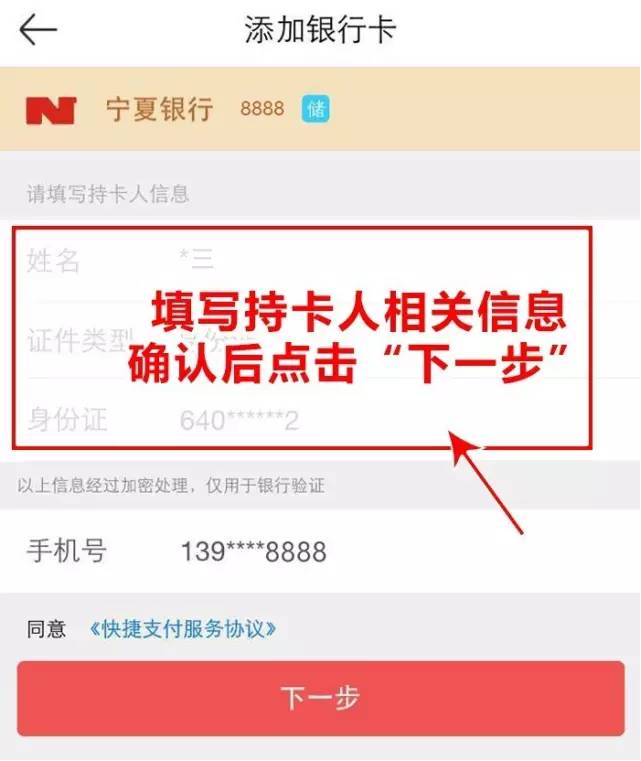 添加银行卡
宁夏银行 8888 储
请填写持卡人信息
姓名 *三
填写持卡人相关信息
证件类型
确认后点击“下一步”
身份证 640******2
以上信息经过加密处理，仅用于银行验证
手机号 139****8888
同意 《快捷支付服务协议》
下一步